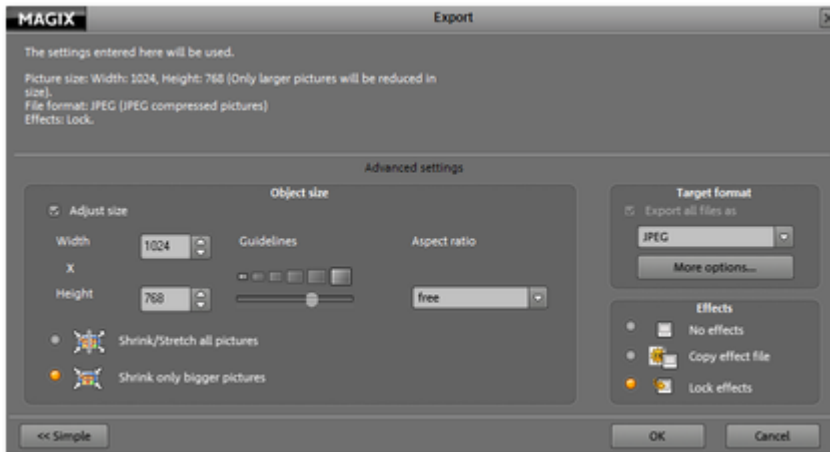 MAGIX
Export
The settings entered here will be used.
Picture size: Width: 1024, Height: 768 (Only larger pictures will be reduced in
size).
File format: JPEG (JPEG compressed pictures)
Effects: Lock.
Advanced settings
Object size
Adjust size
Width
1024
Guidelines
Aspect ratio
X
Height
768
free
Shrink/Stretch all pictures
Shrink only bigger pictures
Target format
Export all files as
JPEG
More options...
Effects
No effects
Copy effect file
Lock effects
<< Simple
OK
Cancel